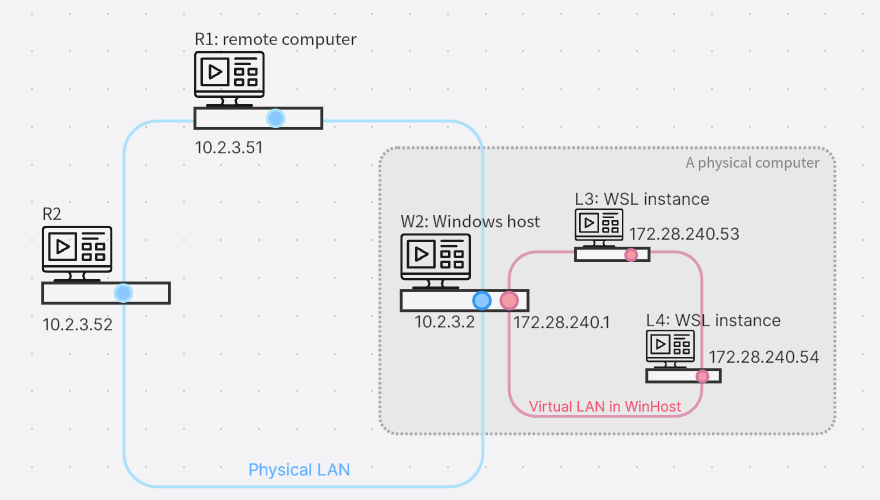 R1: remote computer
10.2.3.51
A physical computer
L3: WSL instance
172.28.240.53
R2
W2: Windows host
10.2.3.52
10.2.3.2
172.28.240.1
L4: WSL instance
172.28.240.54
Virtual LAN in WinHost
Physical LAN